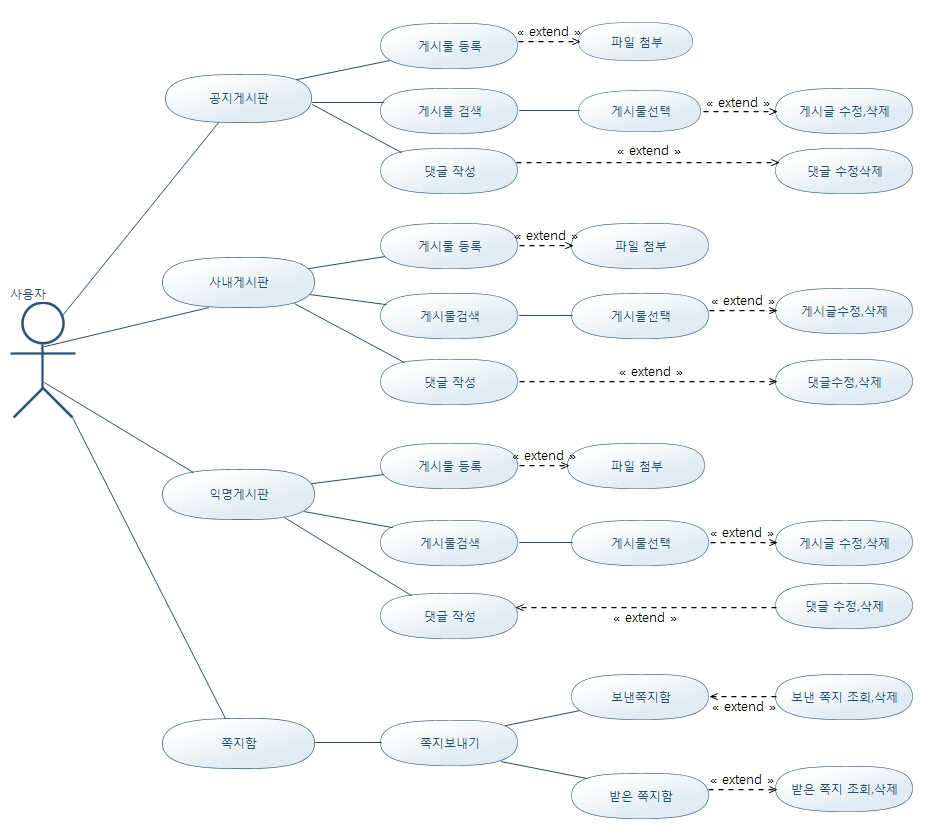 게시물 등록
« extend »
파일 첨부
공지게시판
게시물 검색
게시물선택
« extend »
게시글 수정,삭제
댓글 작성
« extend »
댓글 수정삭제
게시물 등록
« extend »
파일 첨부
사내게시판
게시물검색
게시물선택
« extend »
게시글수정,삭제
댓글 작성
« extend »
댓글수정,삭제
사용자
게시물 등록
« extend »
파일 첨부
익명게시판
게시물검색
게시물선택
« extend »
게시글 수정,삭제
댓글 작성
« extend »
댓글 수정,삭제
보낸쪽지함
« extend »
보낸 쪽지 조회,삭제
쪽지함
쪽지보내기
받은 쪽지함
« extend »
받은 쪽지 조회,삭제